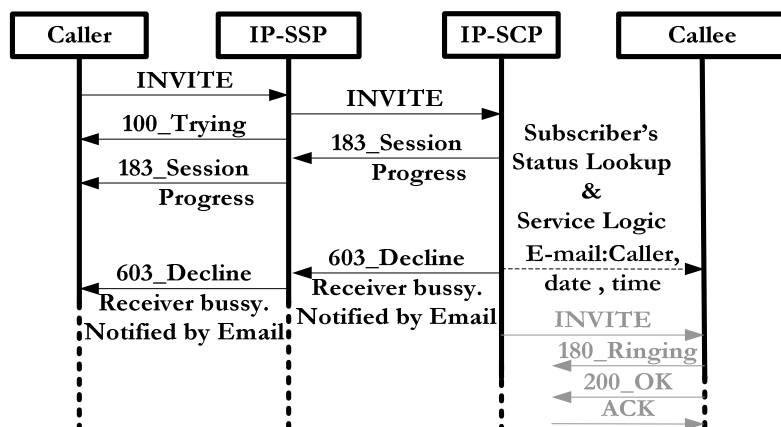 Caller
IP-SSP
IP-SCP
Callee
INVITE
INVITE
100_Trying
183_Session
Progress
183_Session
Progress
Subscriber's
Status Lookup
&
Service Logic
E-mail:Caller,
date , time
603_Decline
Receiver bussy.
Notified by Email
603_Decline
Receiver bussy.
Notified by Email
INVITE
180_Ringing
200_OK
ACK